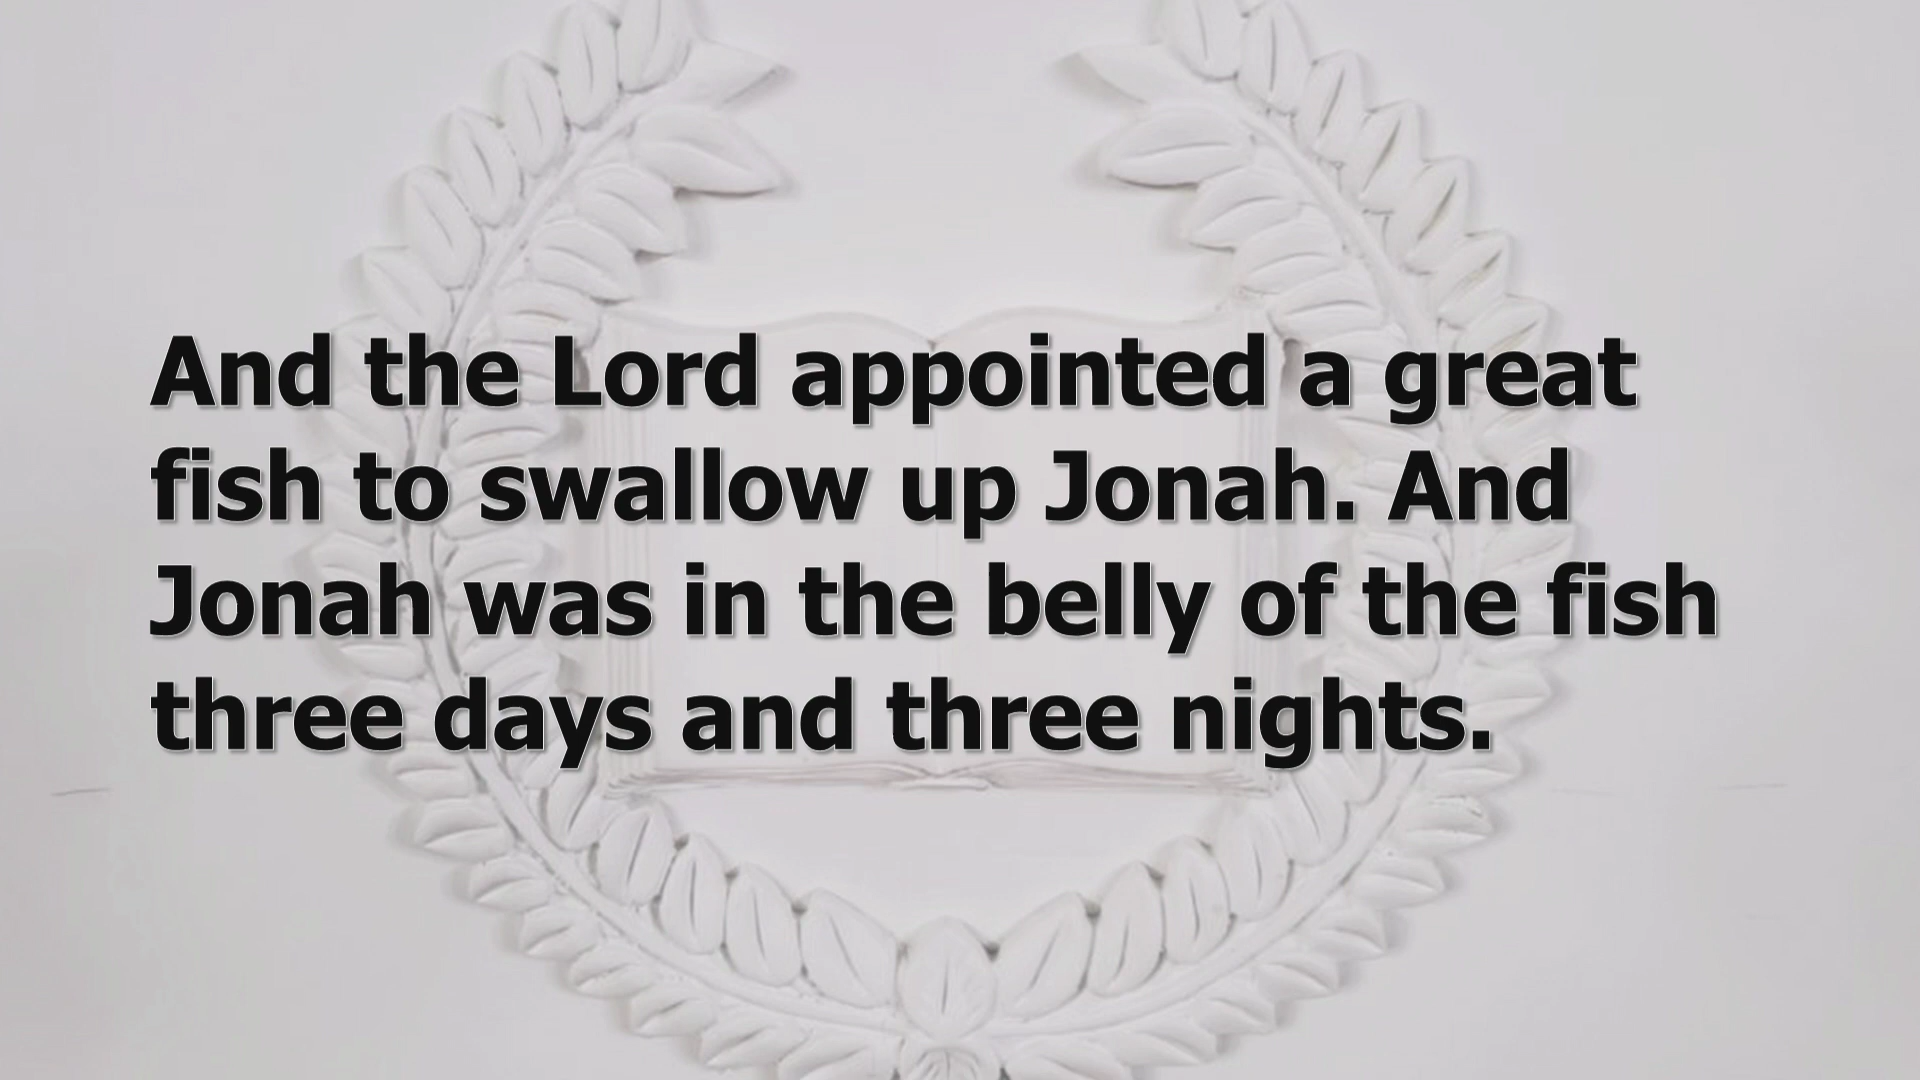 And the Lord appointed a great
fish to swallow up Jonah. And
Jonah was in the belly of the fish
three days and three nights.